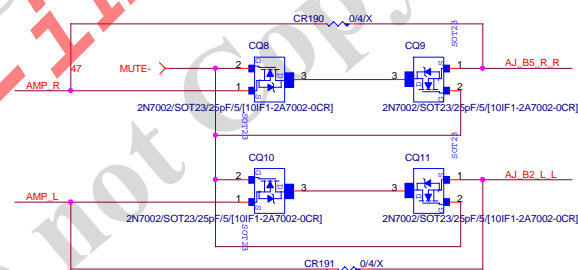 CR190 0/4/X
SOT23
CQ8 CQ9
47 MUTE- 2 3 3 1 AJ_B5_R_R
G D S
AMP_R 1 2
S D G
2N7002/SOT23/25pF/5/[10IF1-2A7002-0CR] 2N7002/SOT23/25pF/5/[10IF1-2A7002-0CR]
SOT23 SOT23
CQ10 CQ11
2 3 3 1 AJ_B2_L_L
G D S
AMP_L 1 2
S D G
2N7002/SOT23/25pF/5/[10IF1-2A7002-0CR] 2N7002/SOT23/25pF/5/[10IF1-2A7002-0CR]
SOT23
CR191 0/4/X
not Copy